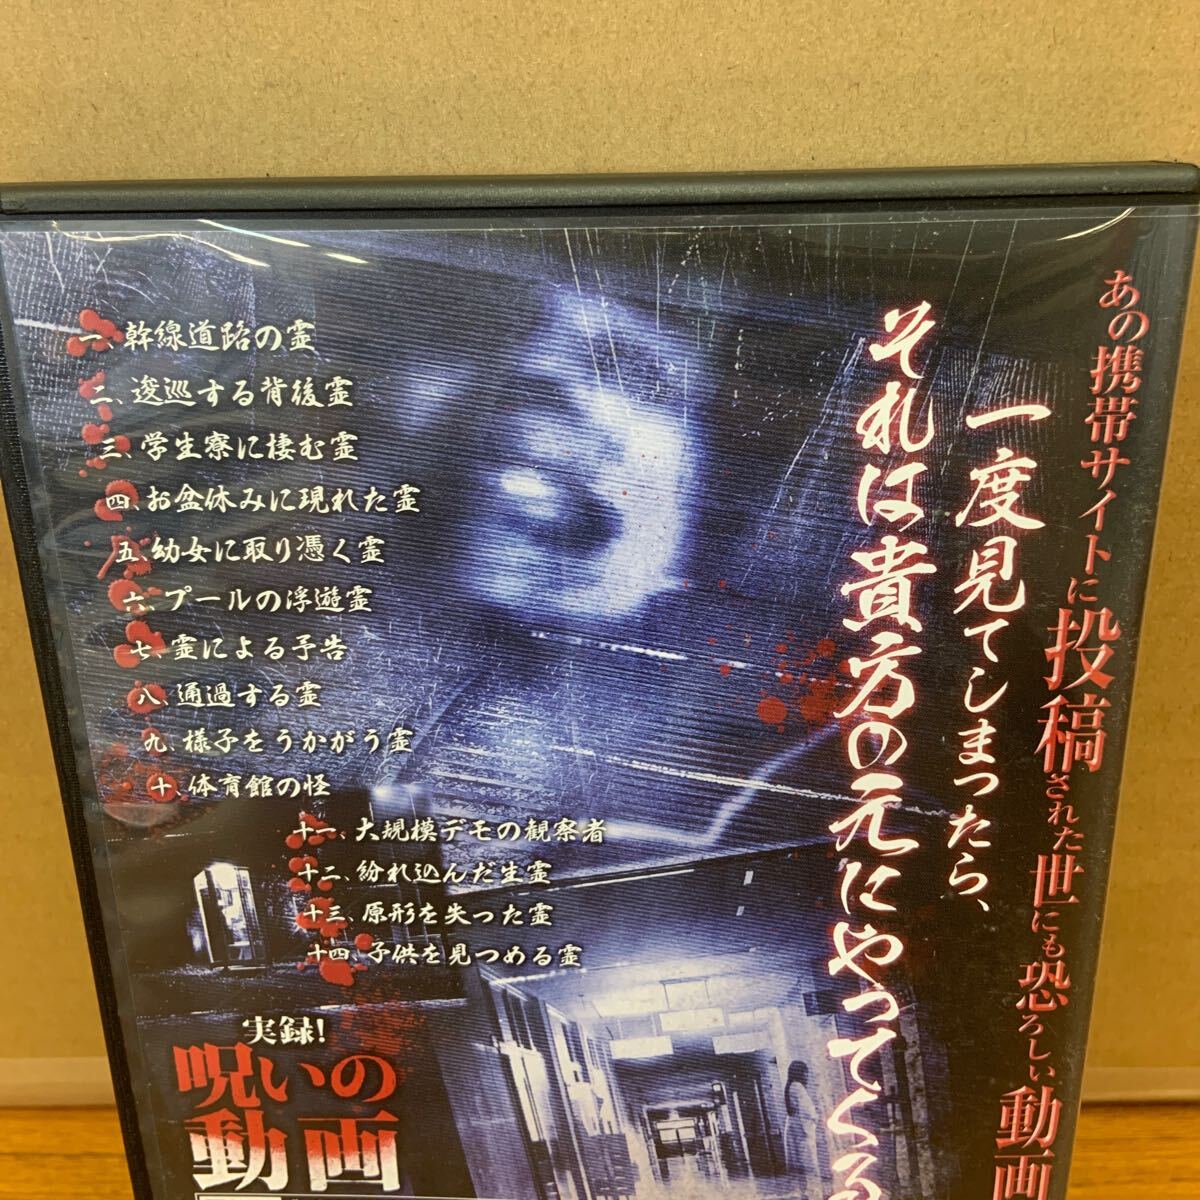 あの携帯サイトに投稿された世にも恐ろしい動画
一度見てしまったら、
それは貴方の元にやってくる
一、幹線道路の霊
二、逡巡する背後霊
三、学生寮に棲む霊
四、お盆休みに現れた霊
五、幼女に取り憑く霊
六、プールの浮遊霊
七、霊による予告
八、通過する霊
九、様子をうかがう霊
十、体育館の怪
十一、大規模デモの観察者
十二、紛れ込んだ生霊
十三、原形を失った霊
十四、子供を見つめる霊
実録!
呪いの
動画